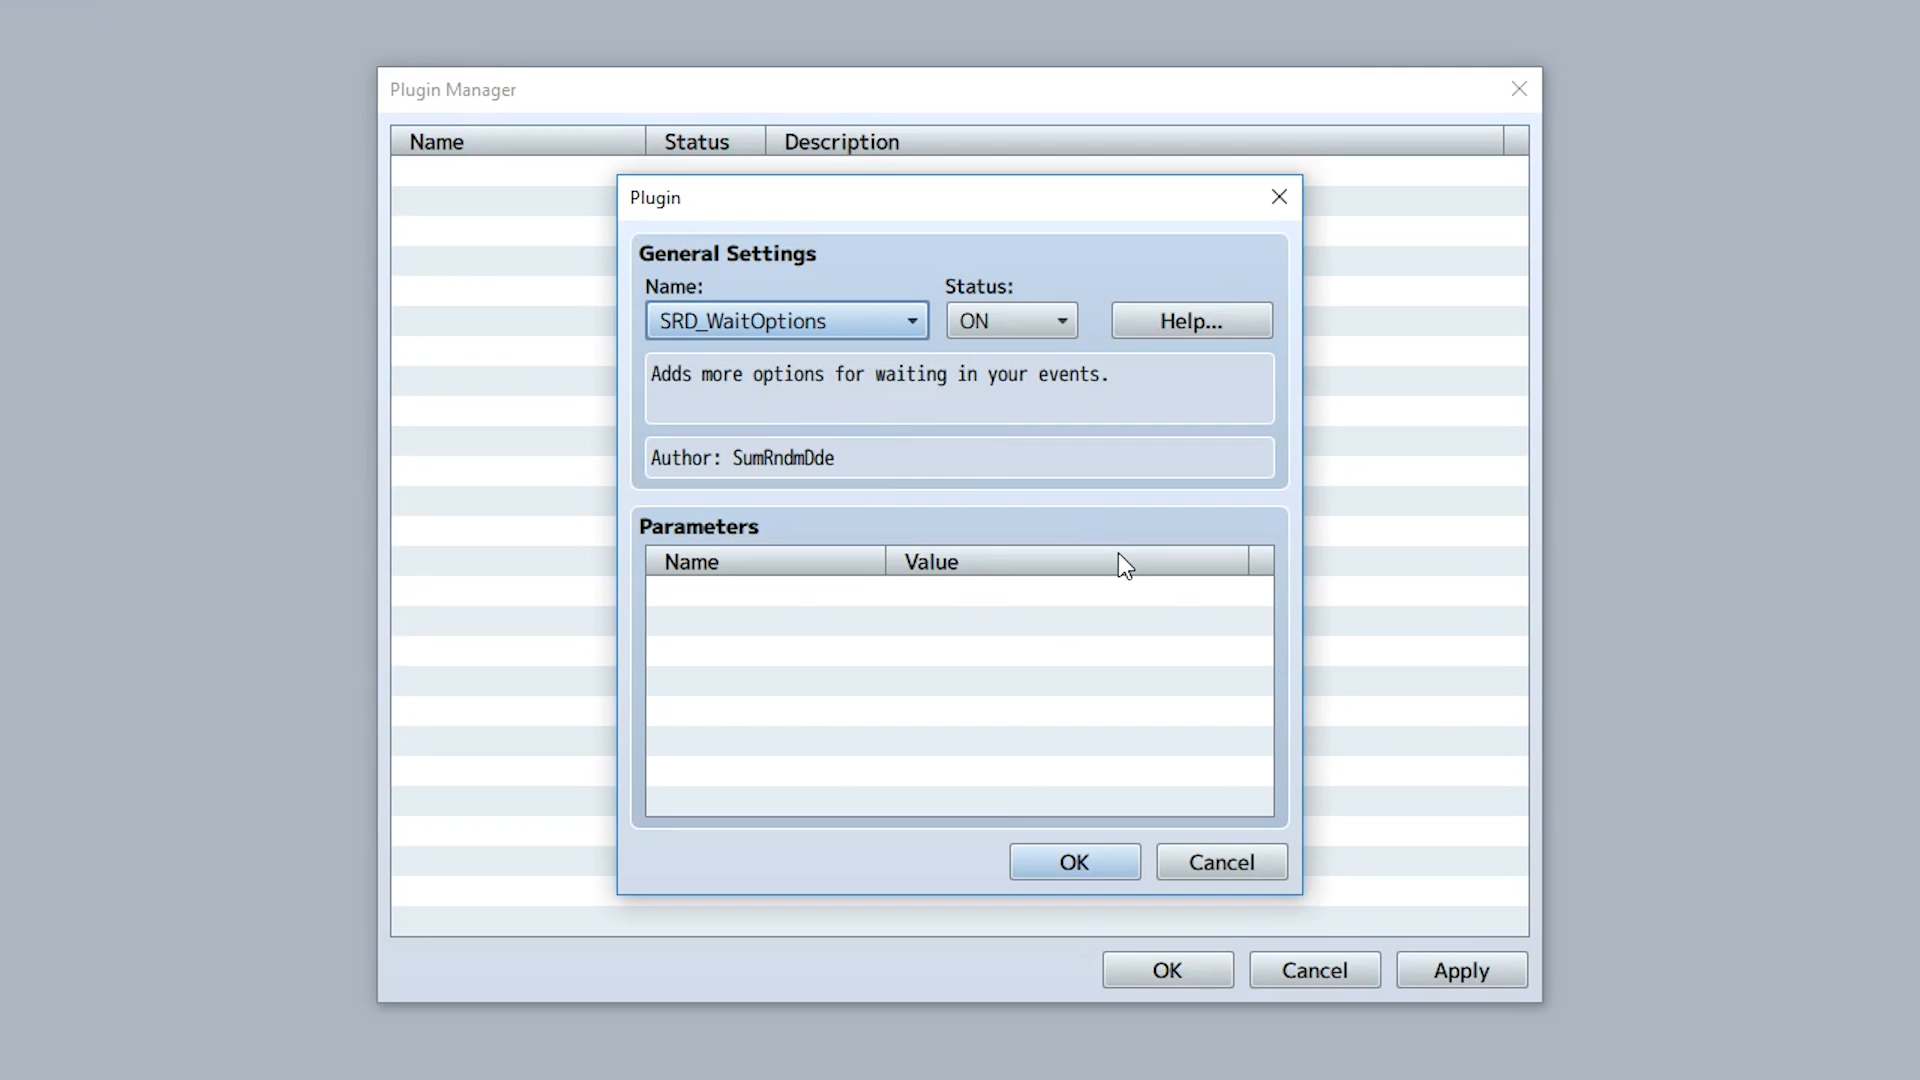 Plugin Manager
Name Status Description
Plugin
General Settings
Name: Status:
SRD_WaitOptions ON Help...
Adds more options for waiting in your events.
Author: SumRndmDde
Parameters
Name Value
OK Cancel
OK Cancel Apply